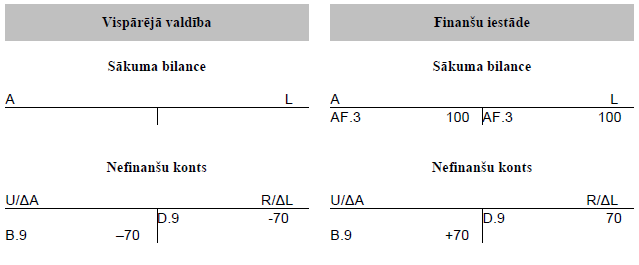 Vispārējā valdība
Finanšu iestāde
Sākuma bilance
Sākuma bilance
A L
A L
AF.3 100 AF.3 100
Nefinanšu konts
Nefinanšu konts
U/ΔA R/ΔL
U/ΔA R/ΔL
D.9 -70
D.9 70
B.9 –70
B.9 +70